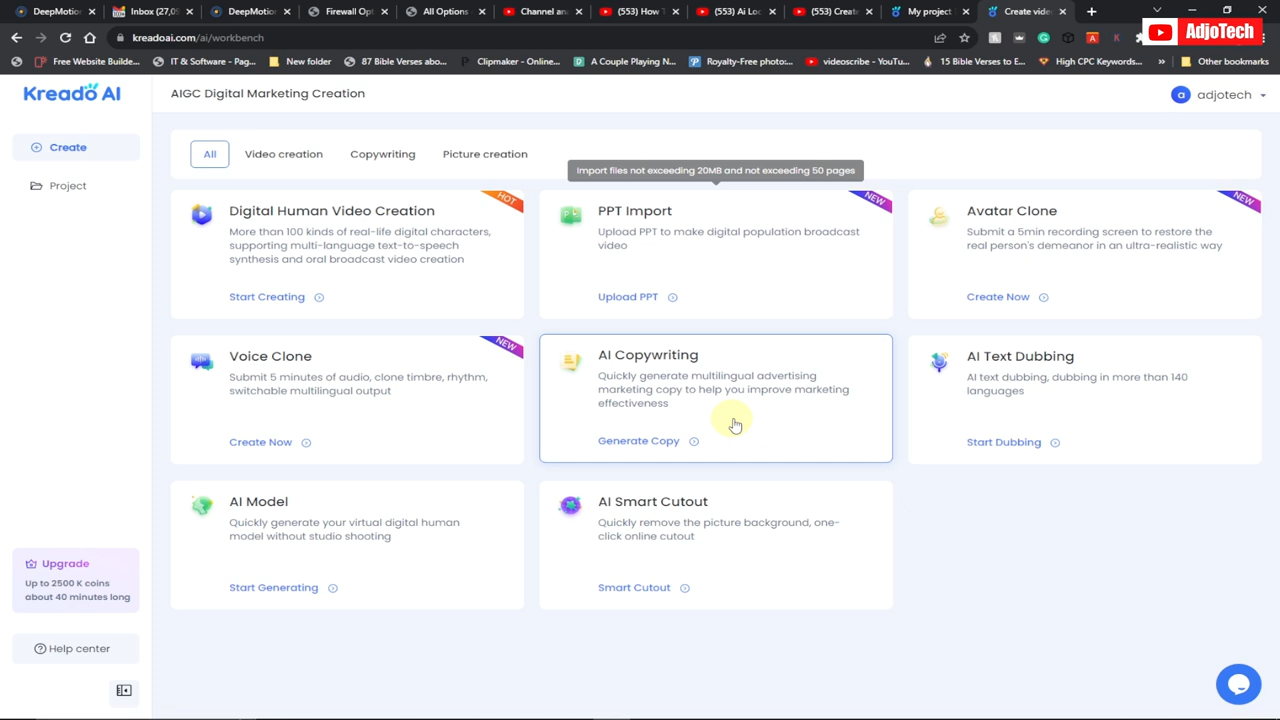 DeepMotion
Inbox (27,05
DeepMotion
Firewall Opt
All Options
Channel and
(553) How T
(553) Ai Loc
(553) Create
My project
Create video
AdjoTech
kreadoai.com/ai/workbench
Free Website Builde...
IT & Software - Pag...
New folder
87 Bible Verses abo...
Clipmaker - Online...
A Couple Playing N...
Royalty-Free photo:...
videoscribe - YouTu...
15 Bible Verses to E...
High CPC Keywords...
Other bookmarks
Kreado AI
AIGC Digital Marketing Creation
a adjotech
Create
Project
All
Video creation
Copywriting
Picture creation
Import files not exceeding 20MB and not exceeding 50 pages
HOT
Digital Human Video Creation
More than 100 kinds of real-life digital characters,
supporting multi-language text-to-speech
synthesis and oral broadcast video creation
Start Creating
NEW
PPT Import
Upload PPT to make digital population broadcast
video
Upload PPT
NEW
Avatar Clone
Submit a 5min recording screen to restore the
real person's demeanor in an ultra-realistic way
Create Now
NEW
Voice Clone
Submit 5 minutes of audio, clone timbre, rhythm,
switchable multilingual output
Create Now
AI Copywriting
Quickly generate multilingual advertising
marketing copy to help you improve marketing
effectiveness
Generate Copy
AI Text Dubbing
AI text dubbing, dubbing in more than 140
languages
Start Dubbing
AI Model
Quickly generate your virtual digital human
model without studio shooting
Start Generating
AI Smart Cutout
Quickly remove the picture background, one-
click online cutout
Smart Cutout
Upgrade
Up to 2500 K coins
about 40 minutes long
Help center